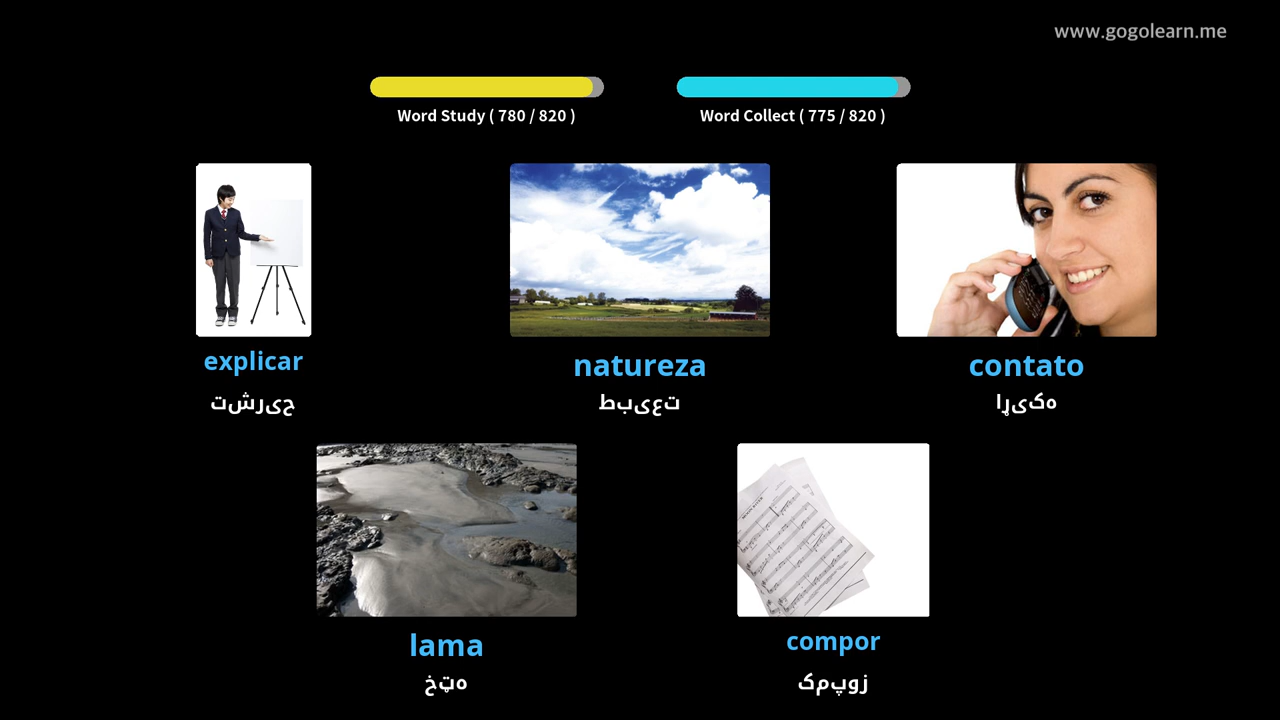 www.gogolearn.me
Word Study ( 780 / 820 )
Word Collect ( 775 / 820 )
explicar
تشریح
natureza
طبیعت
contato
اړیکه
lama
خټه
compor
کمپوز